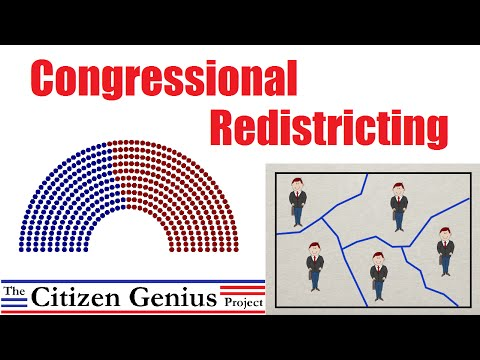 Congressional
Redistricting
The Citizen Genius Project